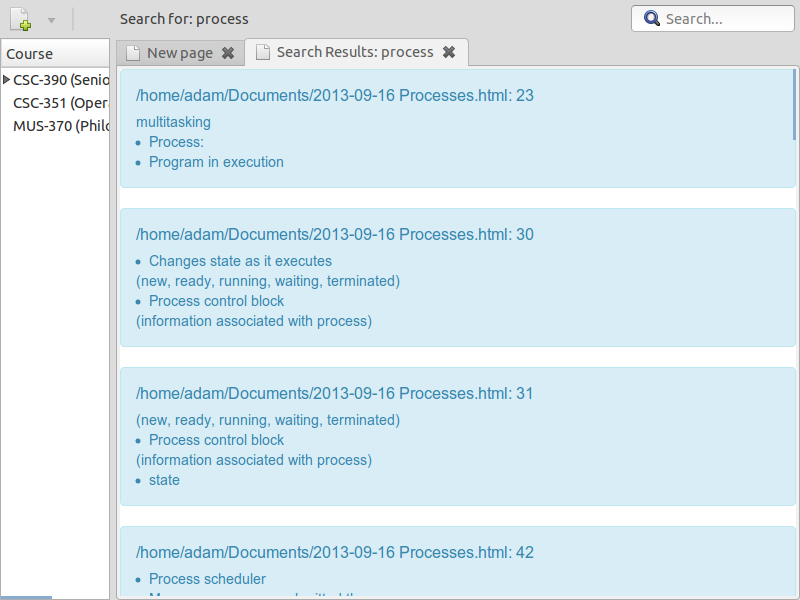 Search for: process
Search...
Course
CSC-390 (Senio
CSC-351 (Opera
MUS-370 (Philo
New page
Search Results: process
/home/adam/Documents/2013-09-16 Processes.html: 23
multitasking
• Process:
• Program in execution
/home/adam/Documents/2013-09-16 Processes.html: 30
• Changes state as it executes
(new, ready, running, waiting, terminated)
• Process control block
(information associated with process)
/home/adam/Documents/2013-09-16 Processes.html: 31
(new, ready, running, waiting, terminated)
• Process control block
(information associated with process)
• state
/home/adam/Documents/2013-09-16 Processes.html: 42
• Process scheduler